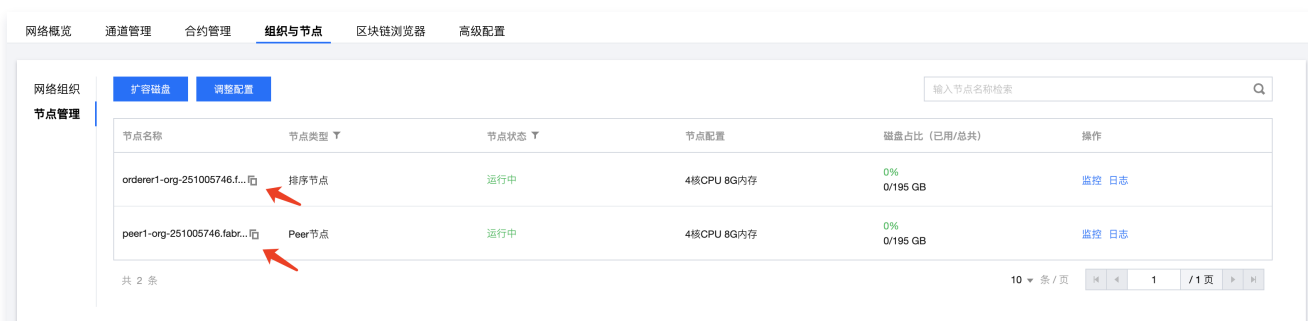 网络概览 通道管理 合约管理 组织与节点 区块链浏览器 高级配置
网络组织
节点管理
扩容磁盘 调整配置 输入节点名称检索
节点名称 节点类型 节点状态 节点配置 磁盘占比（已用/总共） 操作
orderer1-org-251005746.f... 排序节点 运行中 4核CPU 8G内存 0% 监控 日志
0/195 GB
peer1-org-251005746.fabr... Peer节点 运行中 4核CPU 8G内存 0% 监控 日志
0/195 GB
共 2 条 10 条 / 页 1 / 1 页